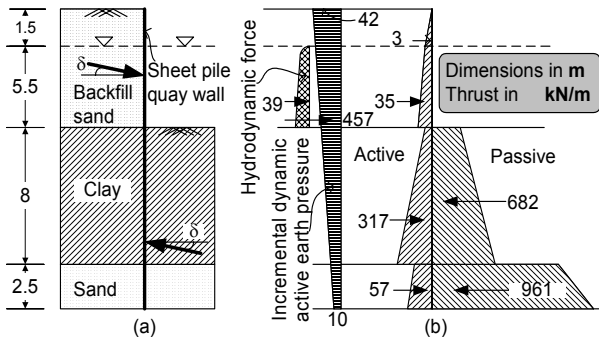 1.5
5.5
8
2.5
δ
Backfill
sand
Sheet pile
quay wall
Clay
δ
Sand
(a)
Hydrodynamic force
Incremental dynamic
active earth pressure
42
3
39
35
457
Dimensions in m
Thrust in kN/m
Active
Passive
682
317
57
961
10
(b)